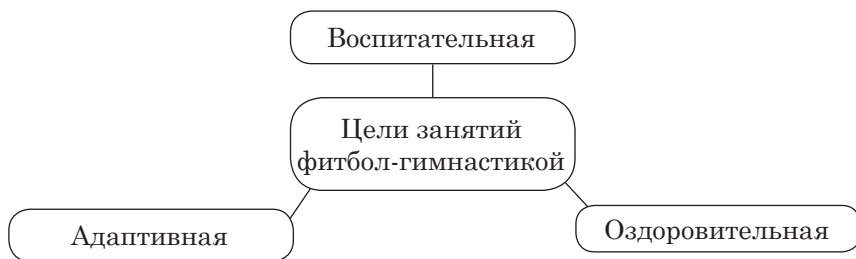 Воспитательная
Цели занятий
фитбол-гимнастикой
Адаптивная
Оздоровительная